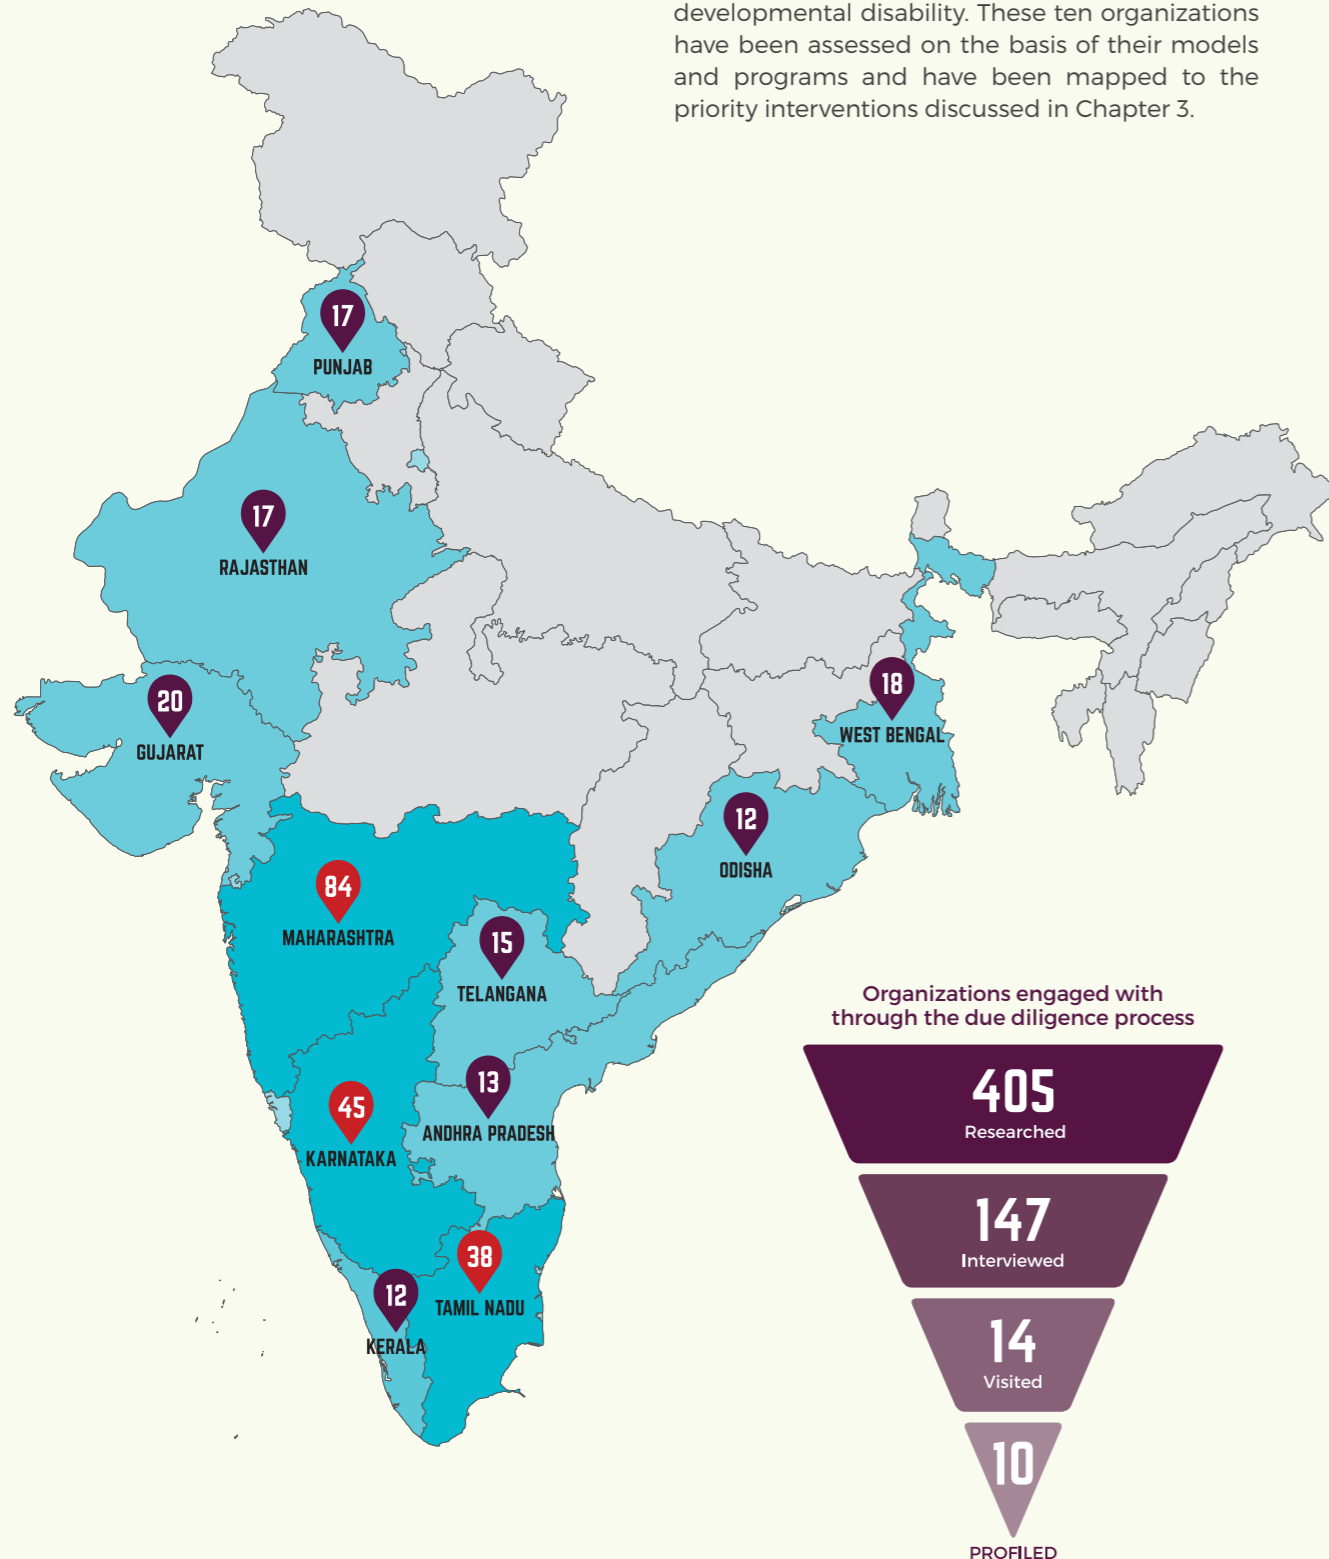 developmental disability. These ten organizations
have been assessed on the basis of their models
and programs and have been mapped to the
priority interventions discussed in Chapter 3.
17
PUNJAB
17
RAJASTHAN
20
GUJARAT
18
WEST BENGAL
12
ODISHA
84
MAHARASHTRA
15
TELANGANA
13
ANDHRA PRADESH
45
KARNATAKA
38
TAMIL NADU
12
KERALA
Organizations engaged with
through the due diligence process
405
Researched
147
Interviewed
14
Visited
10
PROFILED